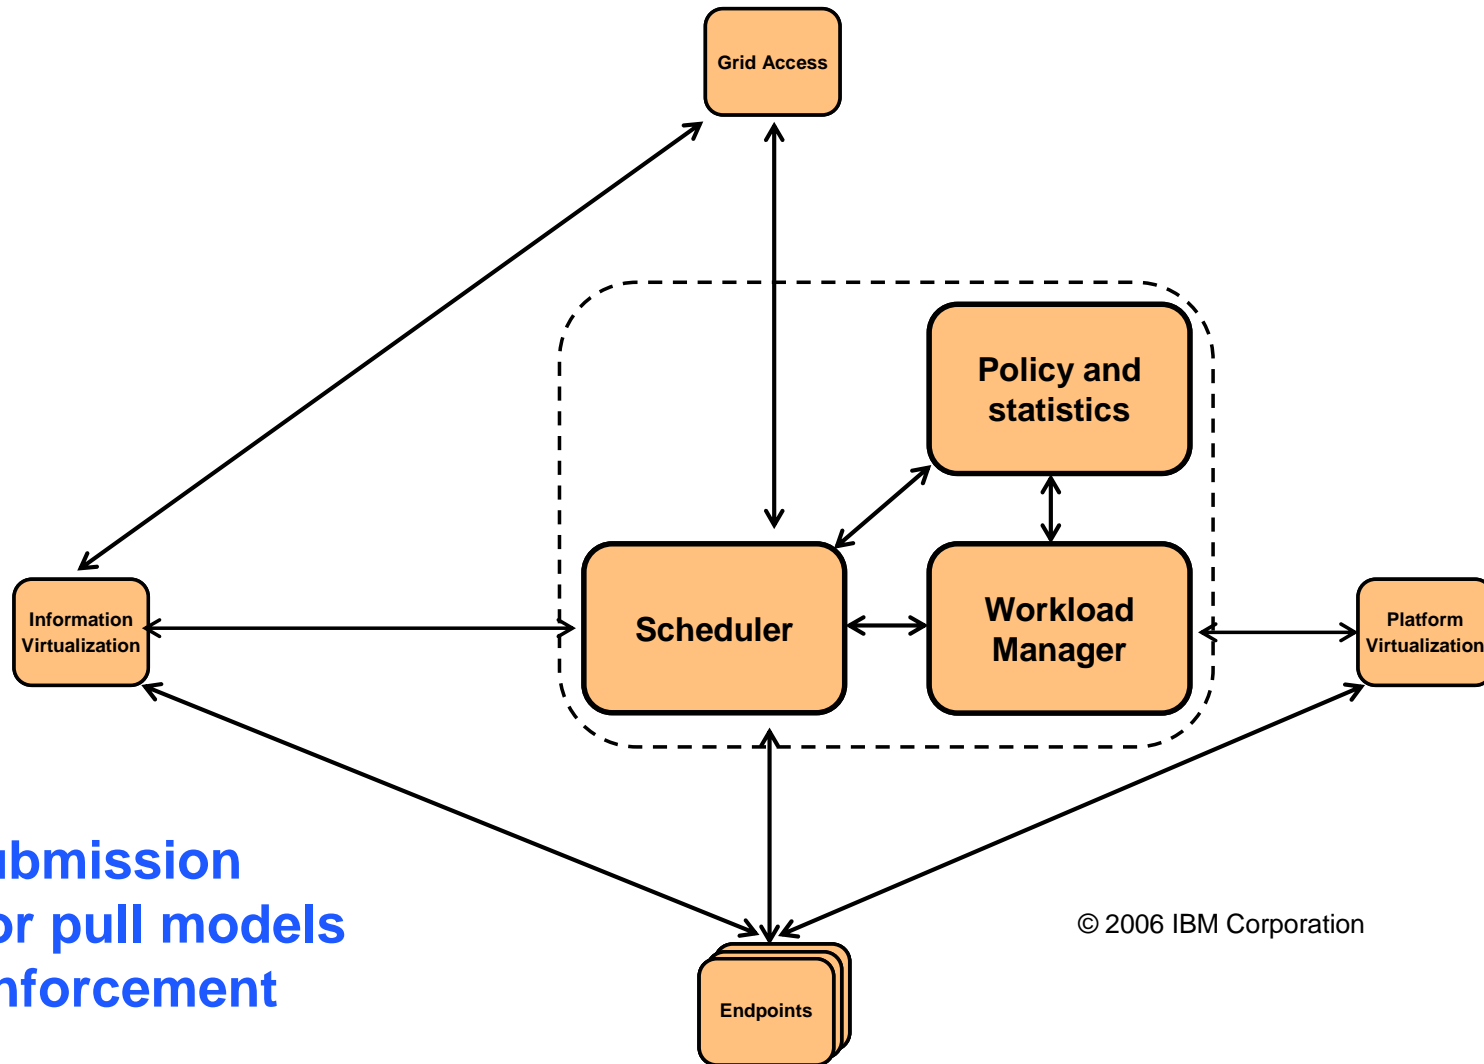 Grid Access
Policy and
statistics
Scheduler
Workload
Manager
Information
Virtualization
Platform
Virtualization
ubmission
or pull models
nforcement
© 2006 IBM Corporation
Endpoints